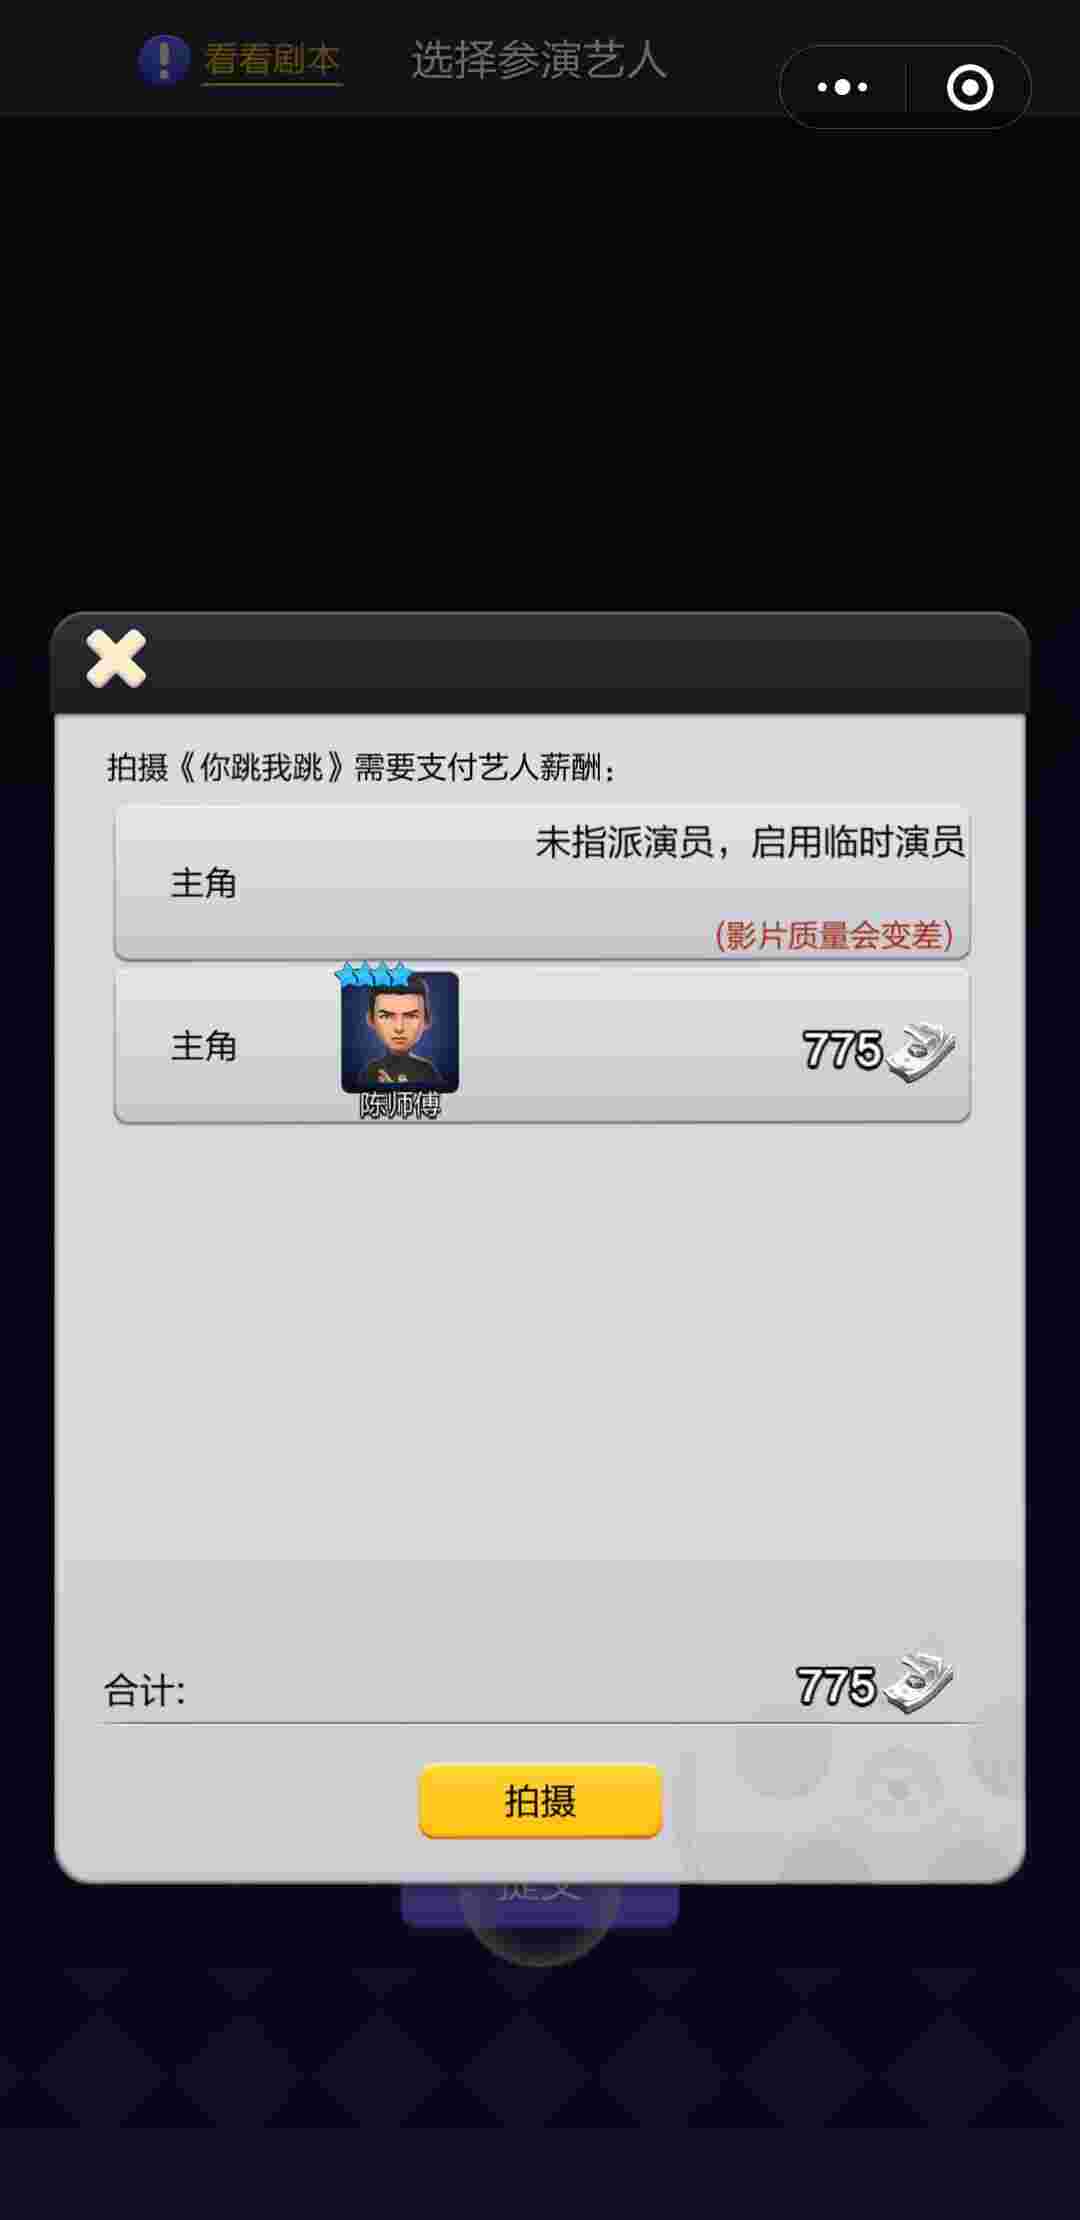 看看剧本
选择参演艺人
拍摄《你跳我跳》需要支付艺人薪酬：
未指派演员，启用临时演员
主角
(影片质量会变差)
主角
775
陈师傅
合计:
775
拍摄
提交